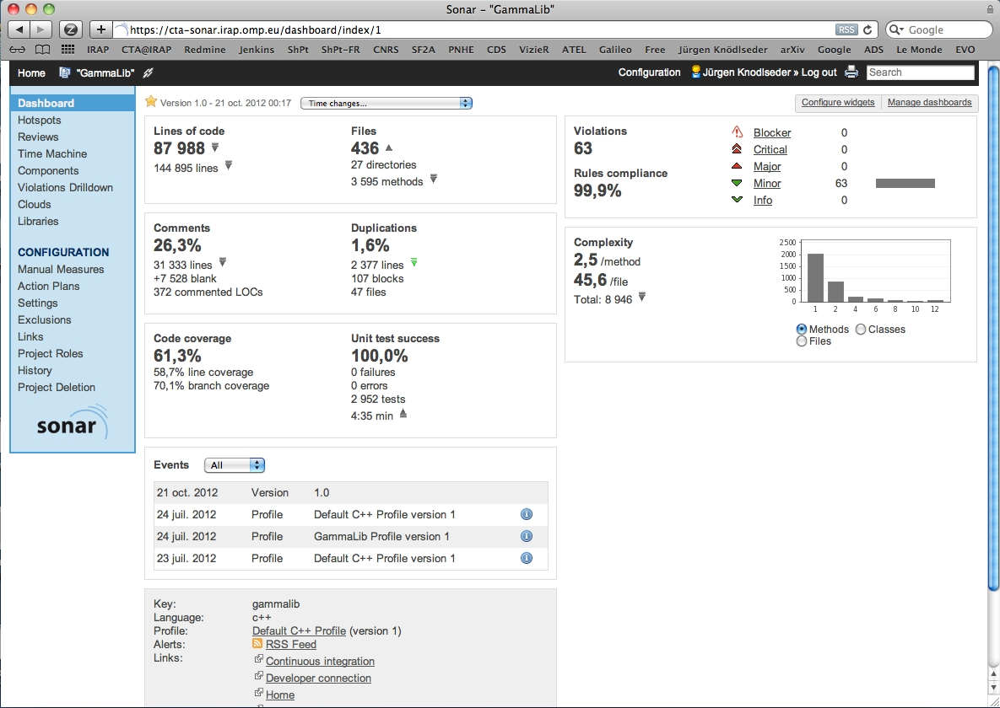 Sonar – "GammaLib"
https://cta-sonar.irap.omp.eu/dashboard/index/1
RSS
Google
IRAP CTA@IRAP Redmine Jenkins ShPt ShPt-FR CNRS SF2A PNHE CDS VizieR ATEL Galileo Free Jürgen Knödlseder arXiv Google ADS Le Monde EVO
Home "GammaLib"
Configuration Jürgen Knodlseder » Log out Search
Dashboard
Hotspots
Reviews
Time Machine
Components
Violations Drilldown
Clouds
Libraries
CONFIGURATION
Manual Measures
Action Plans
Settings
Exclusions
Links
Project Roles
History
Project Deletion
sonar
Version 1.0 - 21 oct. 2012 00:17 Time changes...
Configure widgets Manage dashboards
Lines of code
87 988
144 895 lines
Files
436
27 directories
3 595 methods
Comments
26,3%
31 333 lines
+7 528 blank
372 commented LOCs
Duplications
1,6%
2 377 lines
107 blocks
47 files
Code coverage
61,3%
58,7% line coverage
70,1% branch coverage
Unit test success
100,0%
0 failures
0 errors
2 952 tests
4:35 min
Events All
21 oct. 2012 Version 1.0
24 juil. 2012 Profile Default C++ Profile version 1
24 juil. 2012 Profile GammaLib Profile version 1
23 juil. 2012 Profile Default C++ Profile version 1
Key: gammalib
Language: c++
Profile: Default C++ Profile (version 1)
Alerts: RSS Feed
Links: Continuous integration
Developer connection
Home
Violations
63
Rules compliance
99,9%
Blocker 0
Critical 0
Major 0
Minor 63
Info 0
Complexity
2,5 /method
45,6 /file
Total: 8 946
2500
2000
1500
1000
500
0
1 2 4 6 8 10 12
Methods Classes
Files